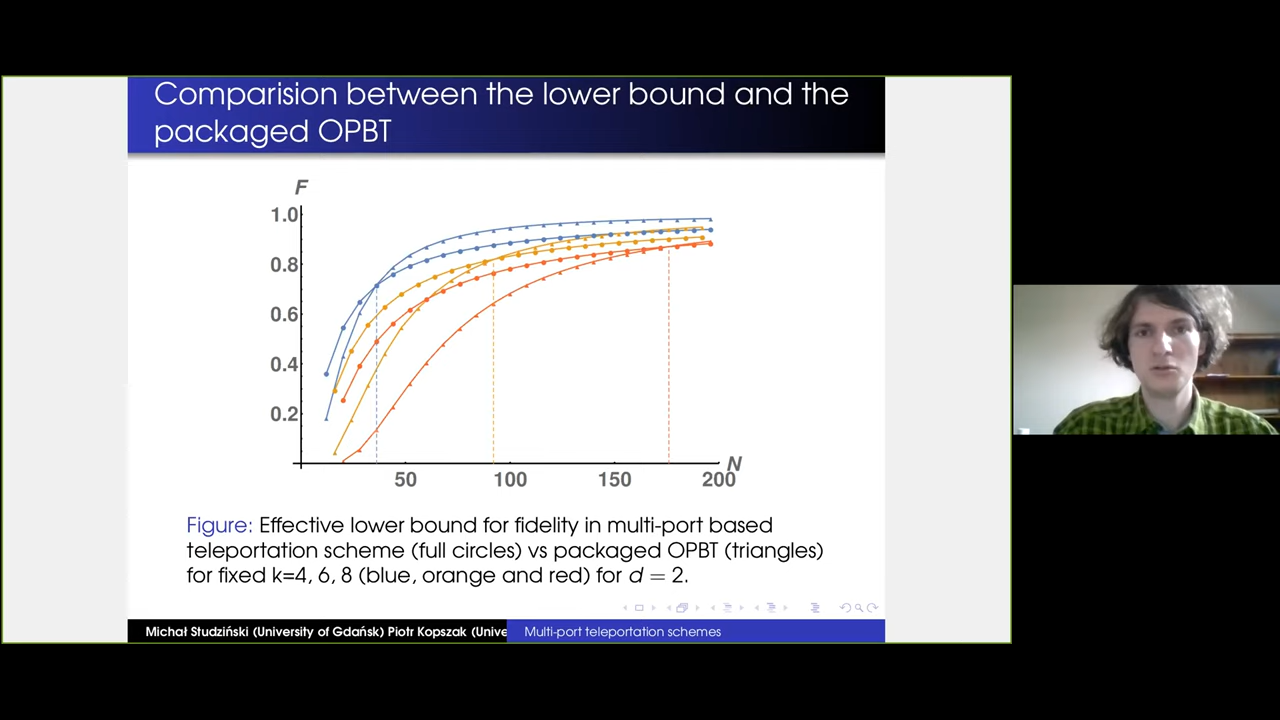 Comparision between the lower bound and the
packaged OPBT
F
1.0
0.8
0.6
0.4
0.2
50
100
150
200
N
Figure: Effective lower bound for fidelity in multi-port based
teleportation scheme (full circles) vs packaged OPBT (triangles)
for fixed k=4, 6, 8 (blue, orange and red) for d = 2.
Michał Studziński (University of Gdańsk) Piotr Kopszak (Unive
Multi-port teleportation schemes